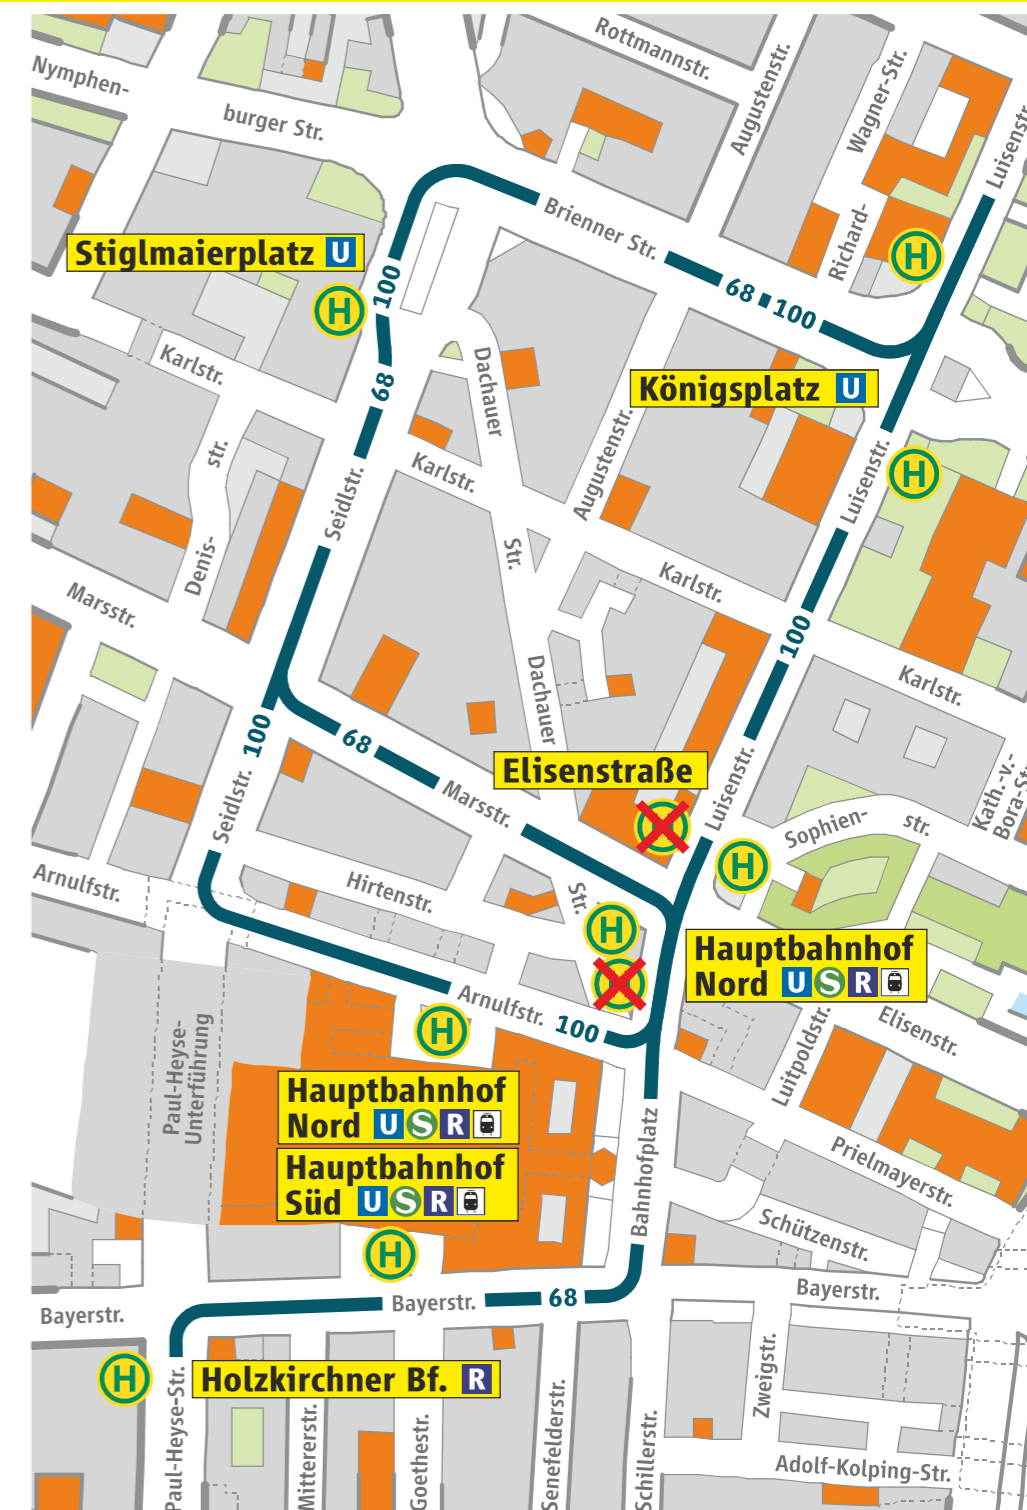 Rottmannstr.
Nymphen-
burger Str.
Augustenstr.
Wagner-Str.
Richard-
Luisenstr.
Brienner Str.
Stiglmaierplatz U
H
H
100
68 100
68
Karlstr.
Dachauer
Königsplatz U
Augustenstr.
str.
Denis-
Karlstr.
Seidlstr.
Luisenstr.
H
Str.
Karlstr.
Marsstr.
100
Karlstr.
Dachauer
100
68
Elisenstraße
Marsstr.
Luisenstr.
Seidlstr.
Kath.-v.-
Bora-St
Sophien-
str.
H
Arnulfstr.
Hirtenstr.
Str.
H
Hauptbahnhof
Nord U S R
Arnulfstr.
100
H
Elisenstr.
Luitpoldstr.
Paul-Heyse-
Unterführung
Hauptbahnhof
Nord U S R
Hauptbahnhof
Süd U S R
Bahnhofplatz
Prielmayerstr.
Schützenstr.
H
Bayerstr.
Bayerstr.
68
Bayerstr.
H
Holzkirchner Bf. R
Paul-Heyse-Str.
Mittererstr.
Goethestr.
Senefelderstr.
Schillerstr.
Zweigstr.
Adolf-Kolping-Str.